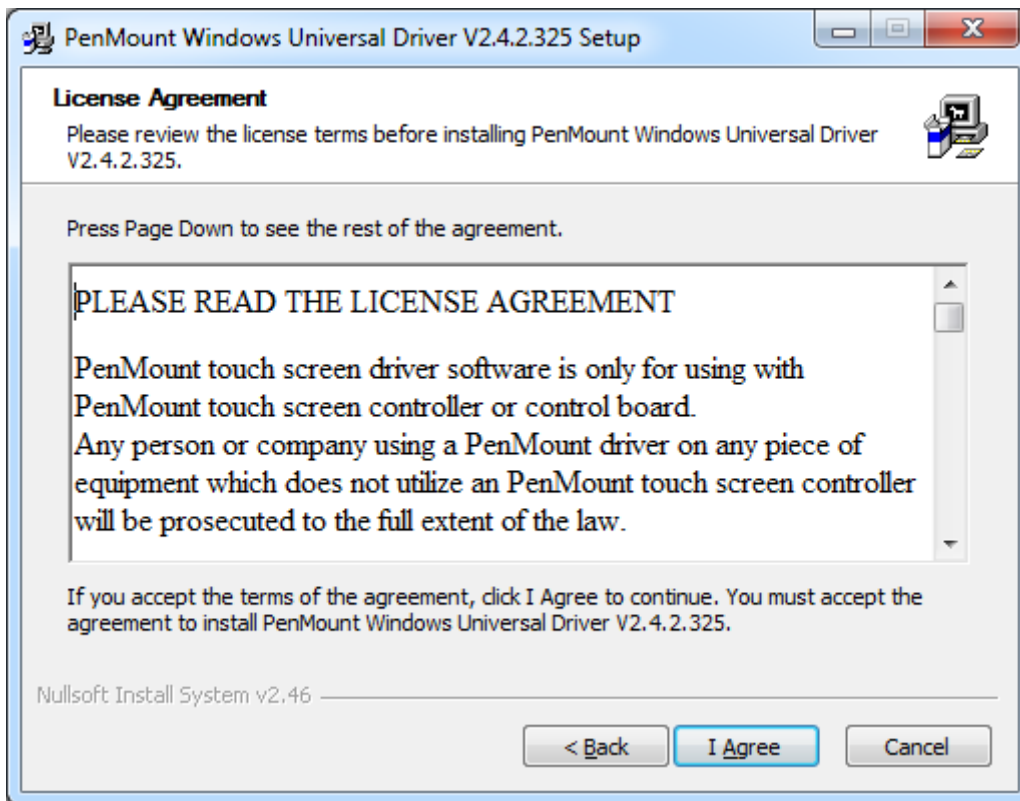 PenMount Windows Universal Driver V2.4.2.325 Setup
License Agreement
Please review the license terms before installing PenMount Windows Universal Driver
V2.4.2.325.
Press Page Down to see the rest of the agreement.
PLEASE READ THE LICENSE AGREEMENT
PenMount touch screen driver software is only for using with
PenMount touch screen controller or control board.
Any person or company using a PenMount driver on any piece of
equipment which does not utilize an PenMount touch screen controller
will be prosecuted to the full extent of the law.
If you accept the terms of the agreement, click I Agree to continue. You must accept the
agreement to install PenMount Windows Universal Driver V2.4.2.325.
Nullsoft Install System v2.46
< Back I Agree Cancel